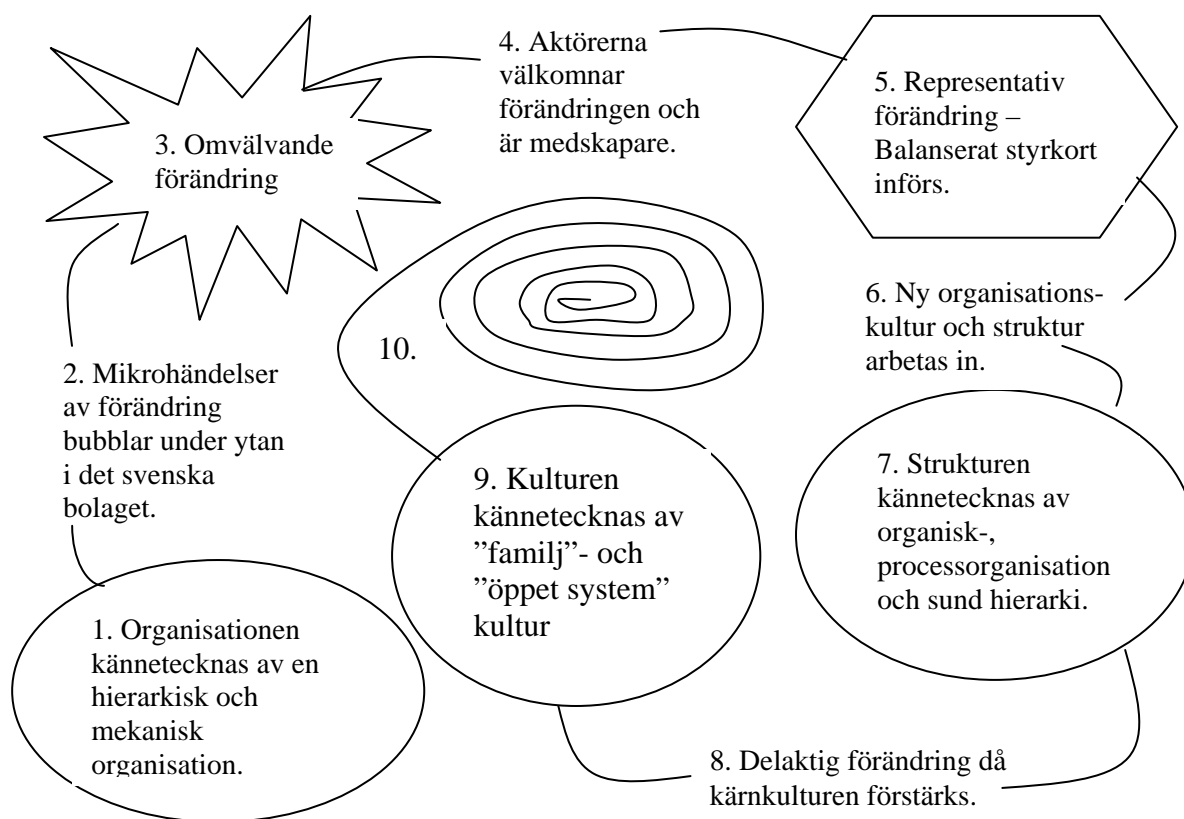 1. Organisationen
kännetecknas av en
hierarkisk och
mekanisk
organisation.
2. Mikrohändelser
av förändring
bubblar under ytan
i det svenska
bolaget.
3. Omvälvande
förändring
4. Aktörerna
välkomnar
förändringen och
är medskapare.
5. Representativ
förändring –
Balanserat styrkort
införs.
6. Ny organisations-
kultur och struktur
arbetas in.
7. Strukturen
kännetecknas av
organisk-,
processorganisation
och sund hierarki.
8. Delaktig förändring då
kärnkulturen förstärks.
9. Kulturen
kännetecknas av
”familj”- och
”öppet system”
kultur
10.